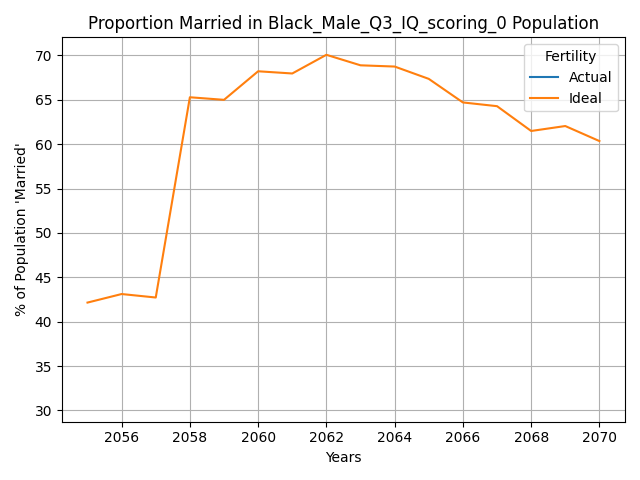 Proportion Married in Black_Male_Q3_IQ_scoring_0 Population
% of Population 'Married'
70
65
60
55
50
45
40
35
30
Fertility
Actual
Ideal
2056 2058 2060 2062 2064 2066 2068 2070
Years